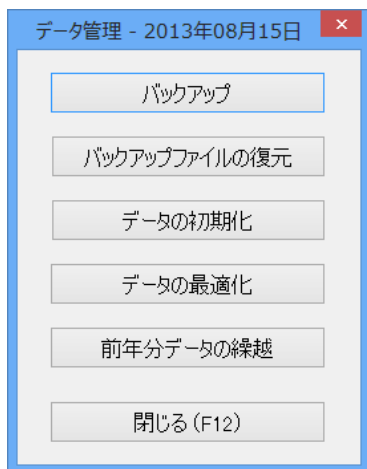 データ管理 - 2013年08月15日
バックアップ
バックアップファイルの復元
データの初期化
データの最適化
前年分データの繰越
閉じる(F12)